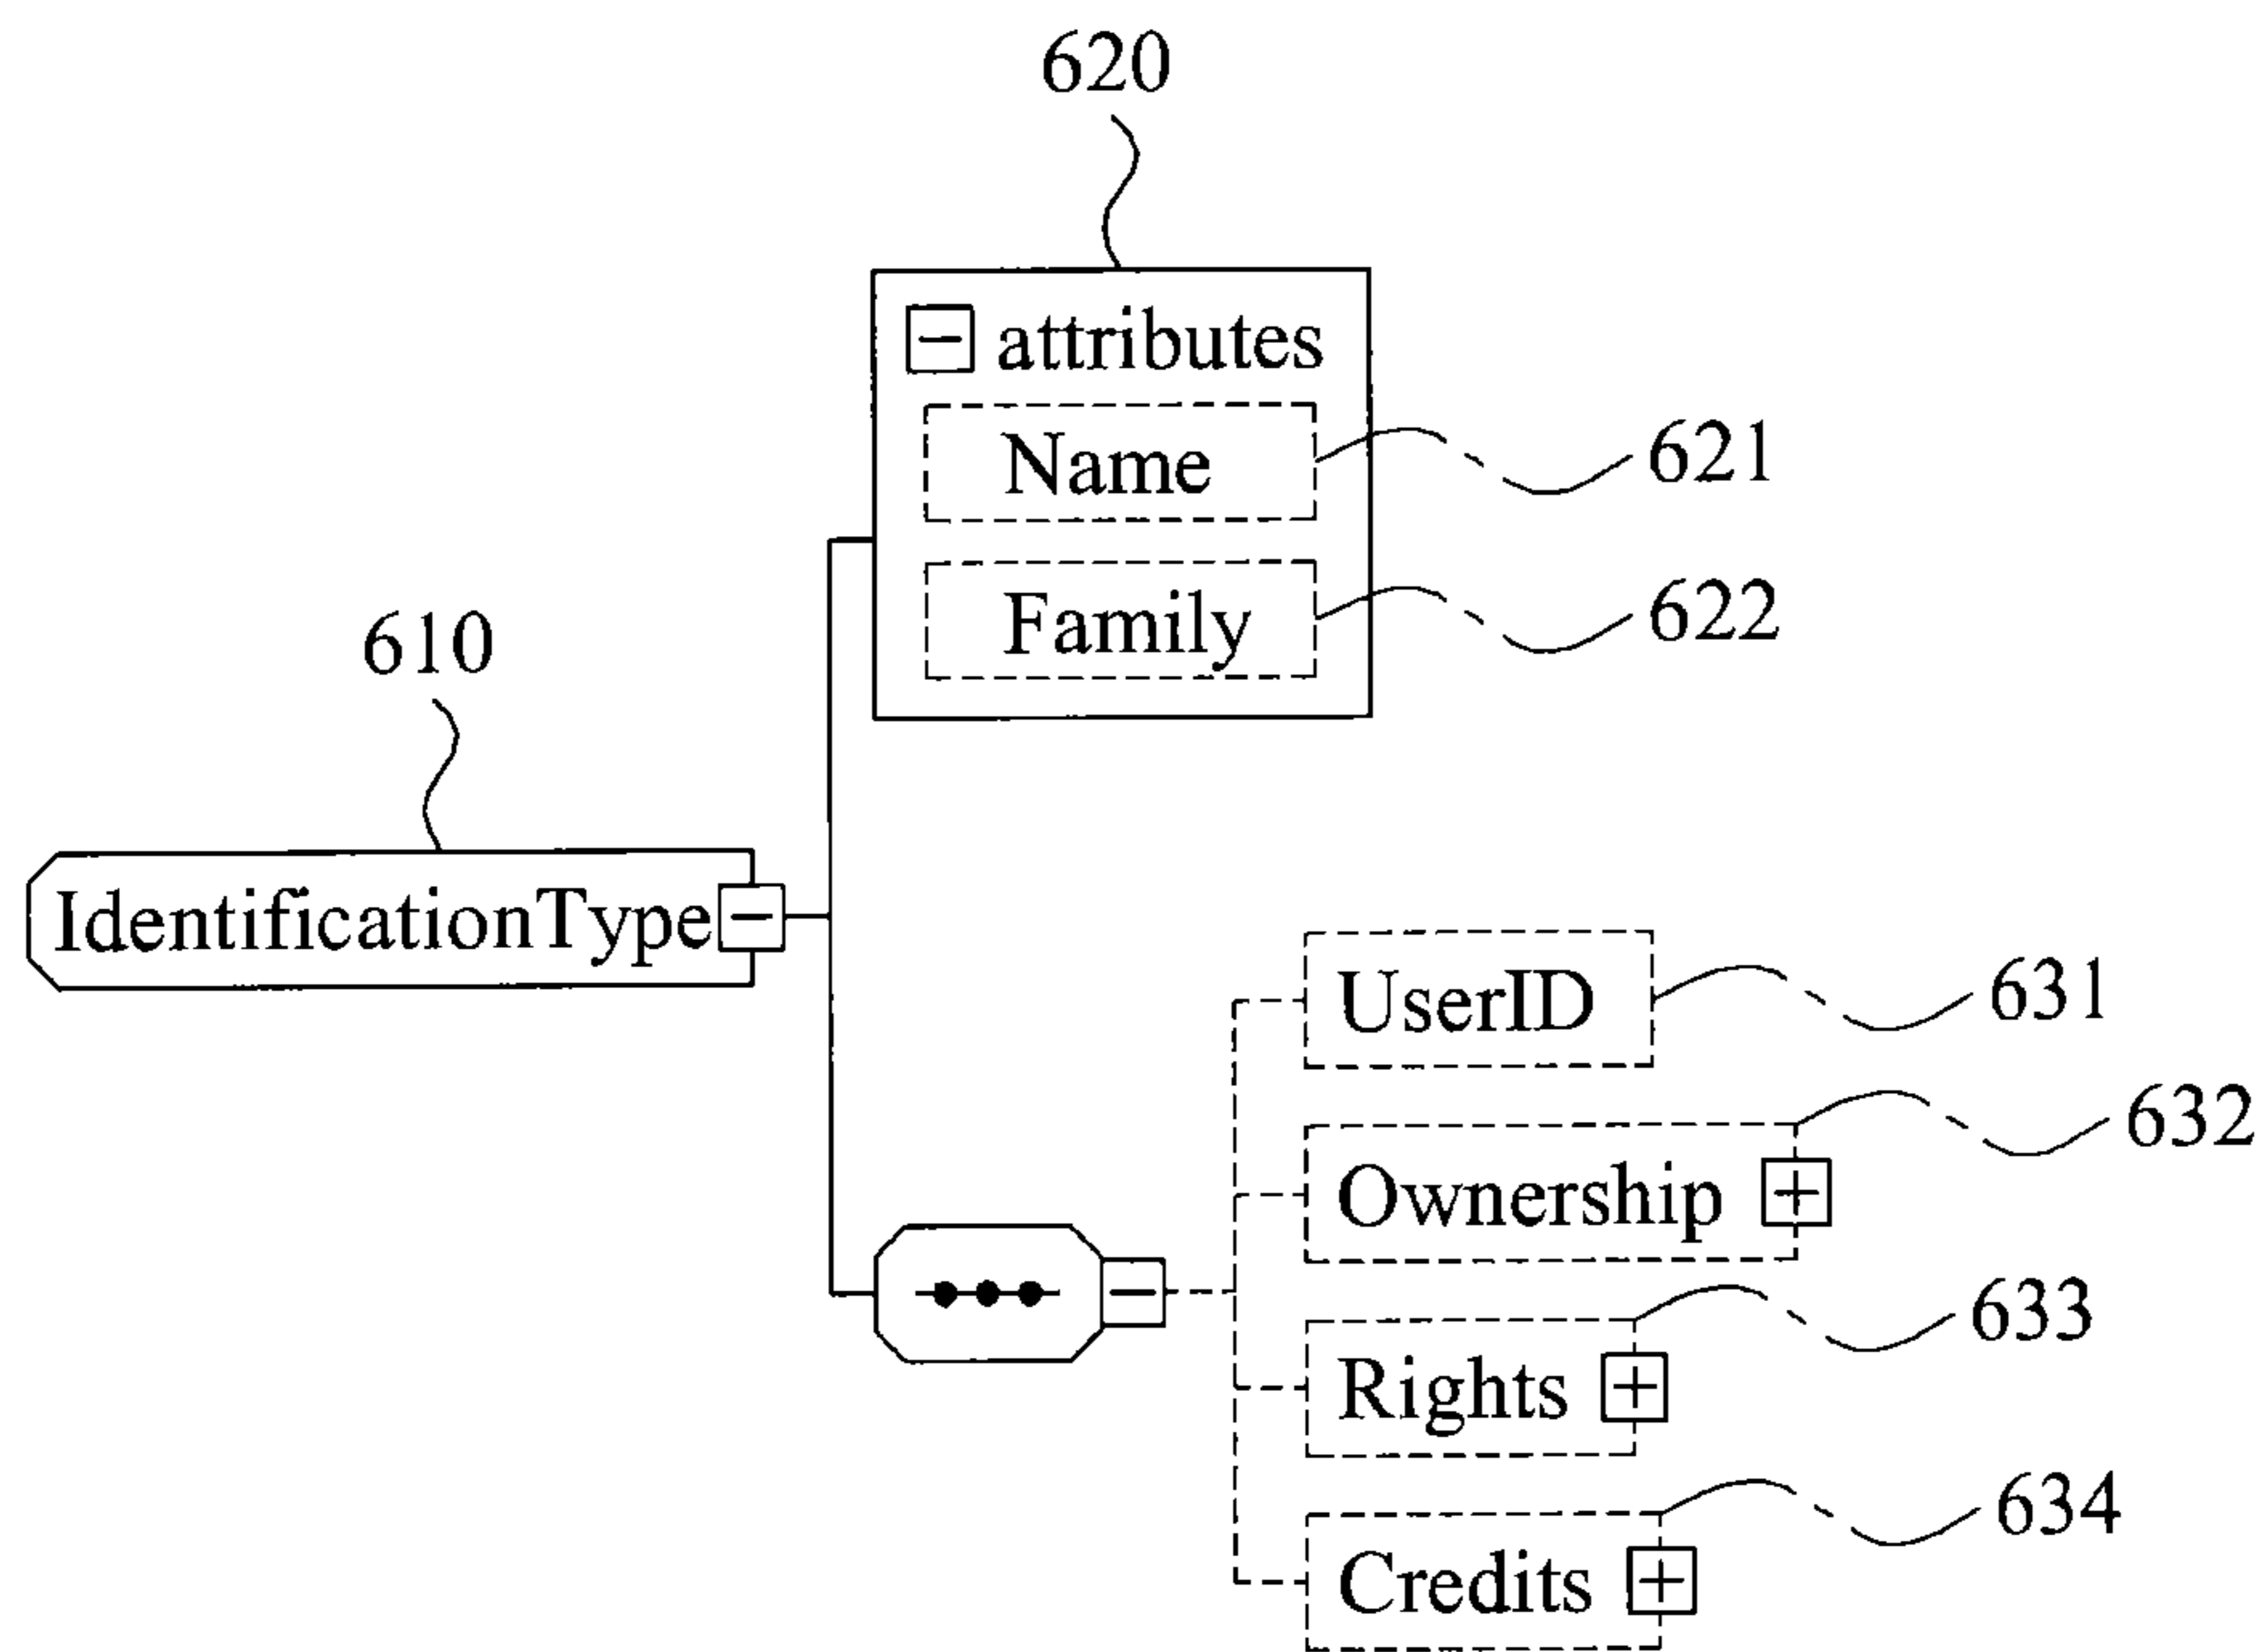 620
attributes
Name
621
Family
622
610
IdentificationType
UserID
631
632
Ownership
633
Rights
634
Credits